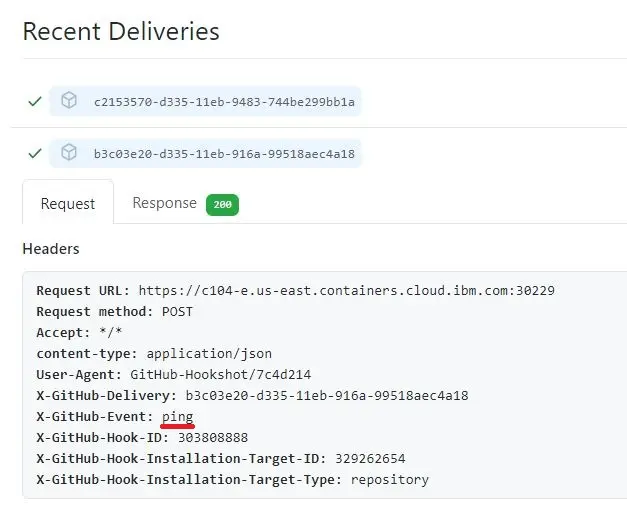 Recent Deliveries
c2153570-d335-11eb-9483-744be299bb1a
b3c03e20-d335-11eb-916a-99518aec4a18
Request Response 200
Headers
Request URL: https://c104-e.us-east.containers.cloud.ibm.com:30229
Request method: POST
Accept: */*
content-type: application/json
User-Agent: GitHub-Hookshot/7c4d214
X-GitHub-Delivery: b3c03e20-d335-11eb-916a-99518aec4a18
X-GitHub-Event: ping
X-GitHub-Hook-ID: 303808888
X-GitHub-Hook-Installation-Target-ID: 329262654
X-GitHub-Hook-Installation-Target-Type: repository